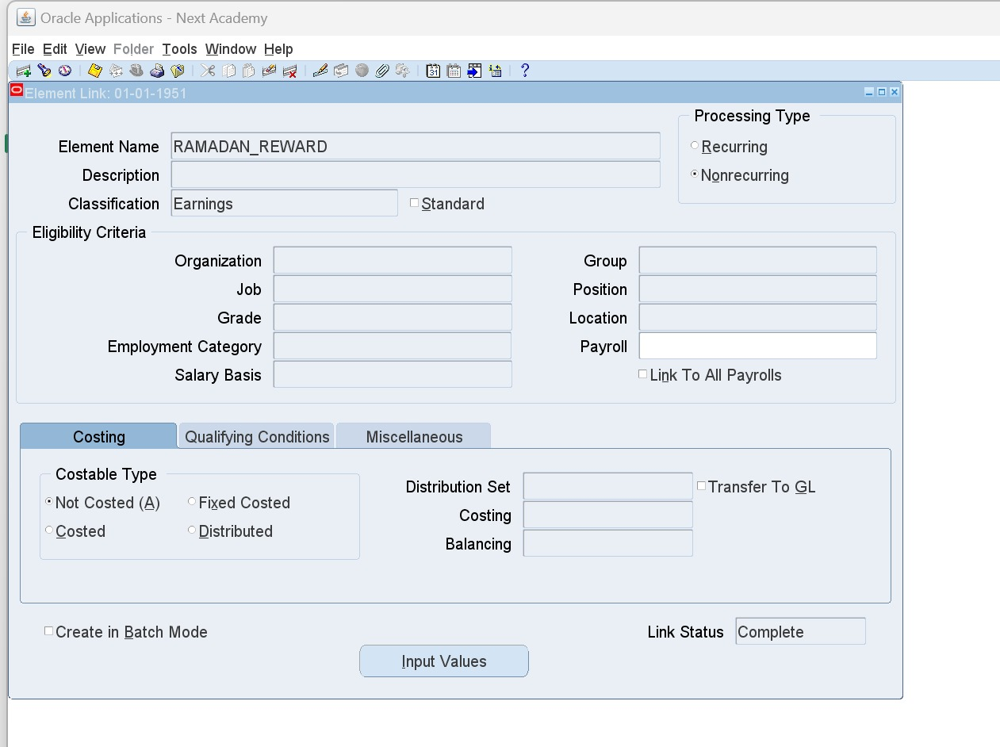 Oracle Applications - Next Academy
File Edit View Folder Tools Window Help
Element Link: 01-01-1951
Processing Type
Element Name RAMADAN_REWARD
Recurring
Description
Nonrecurring
Classification Earnings Standard
Eligibility Criteria
Organization Group
Job Position
Grade Location
Employment Category Payroll
Salary Basis Link To All Payrolls
Costing Qualifying Conditions Miscellaneous
Costable Type
Distribution Set Transfer To GL
Not Costed (A) Fixed Costed
Costing
Costed Distributed
Balancing
Create in Batch Mode Link Status Complete
Input Values